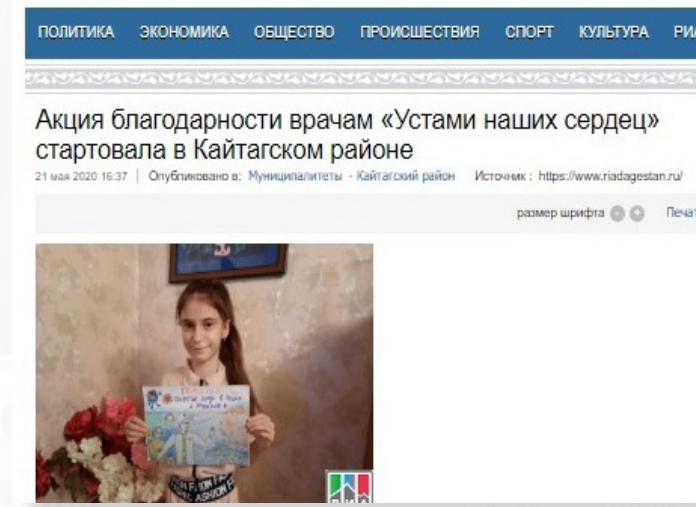 ПОЛИТИКА ЭКОНОМИКА ОБЩЕСТВО ПРОИСШЕСТВИЯ СПОРТ КУЛЬТУРА
Акция благодарности врачам «Устами наших сердец»
стартовала в Кайтагском районе
21 мая 2020 16:37 | Опубликовано в: Муниципалитеты - Кайтагский район Источник : https://www.riadagestan.ru/
размер шрифта